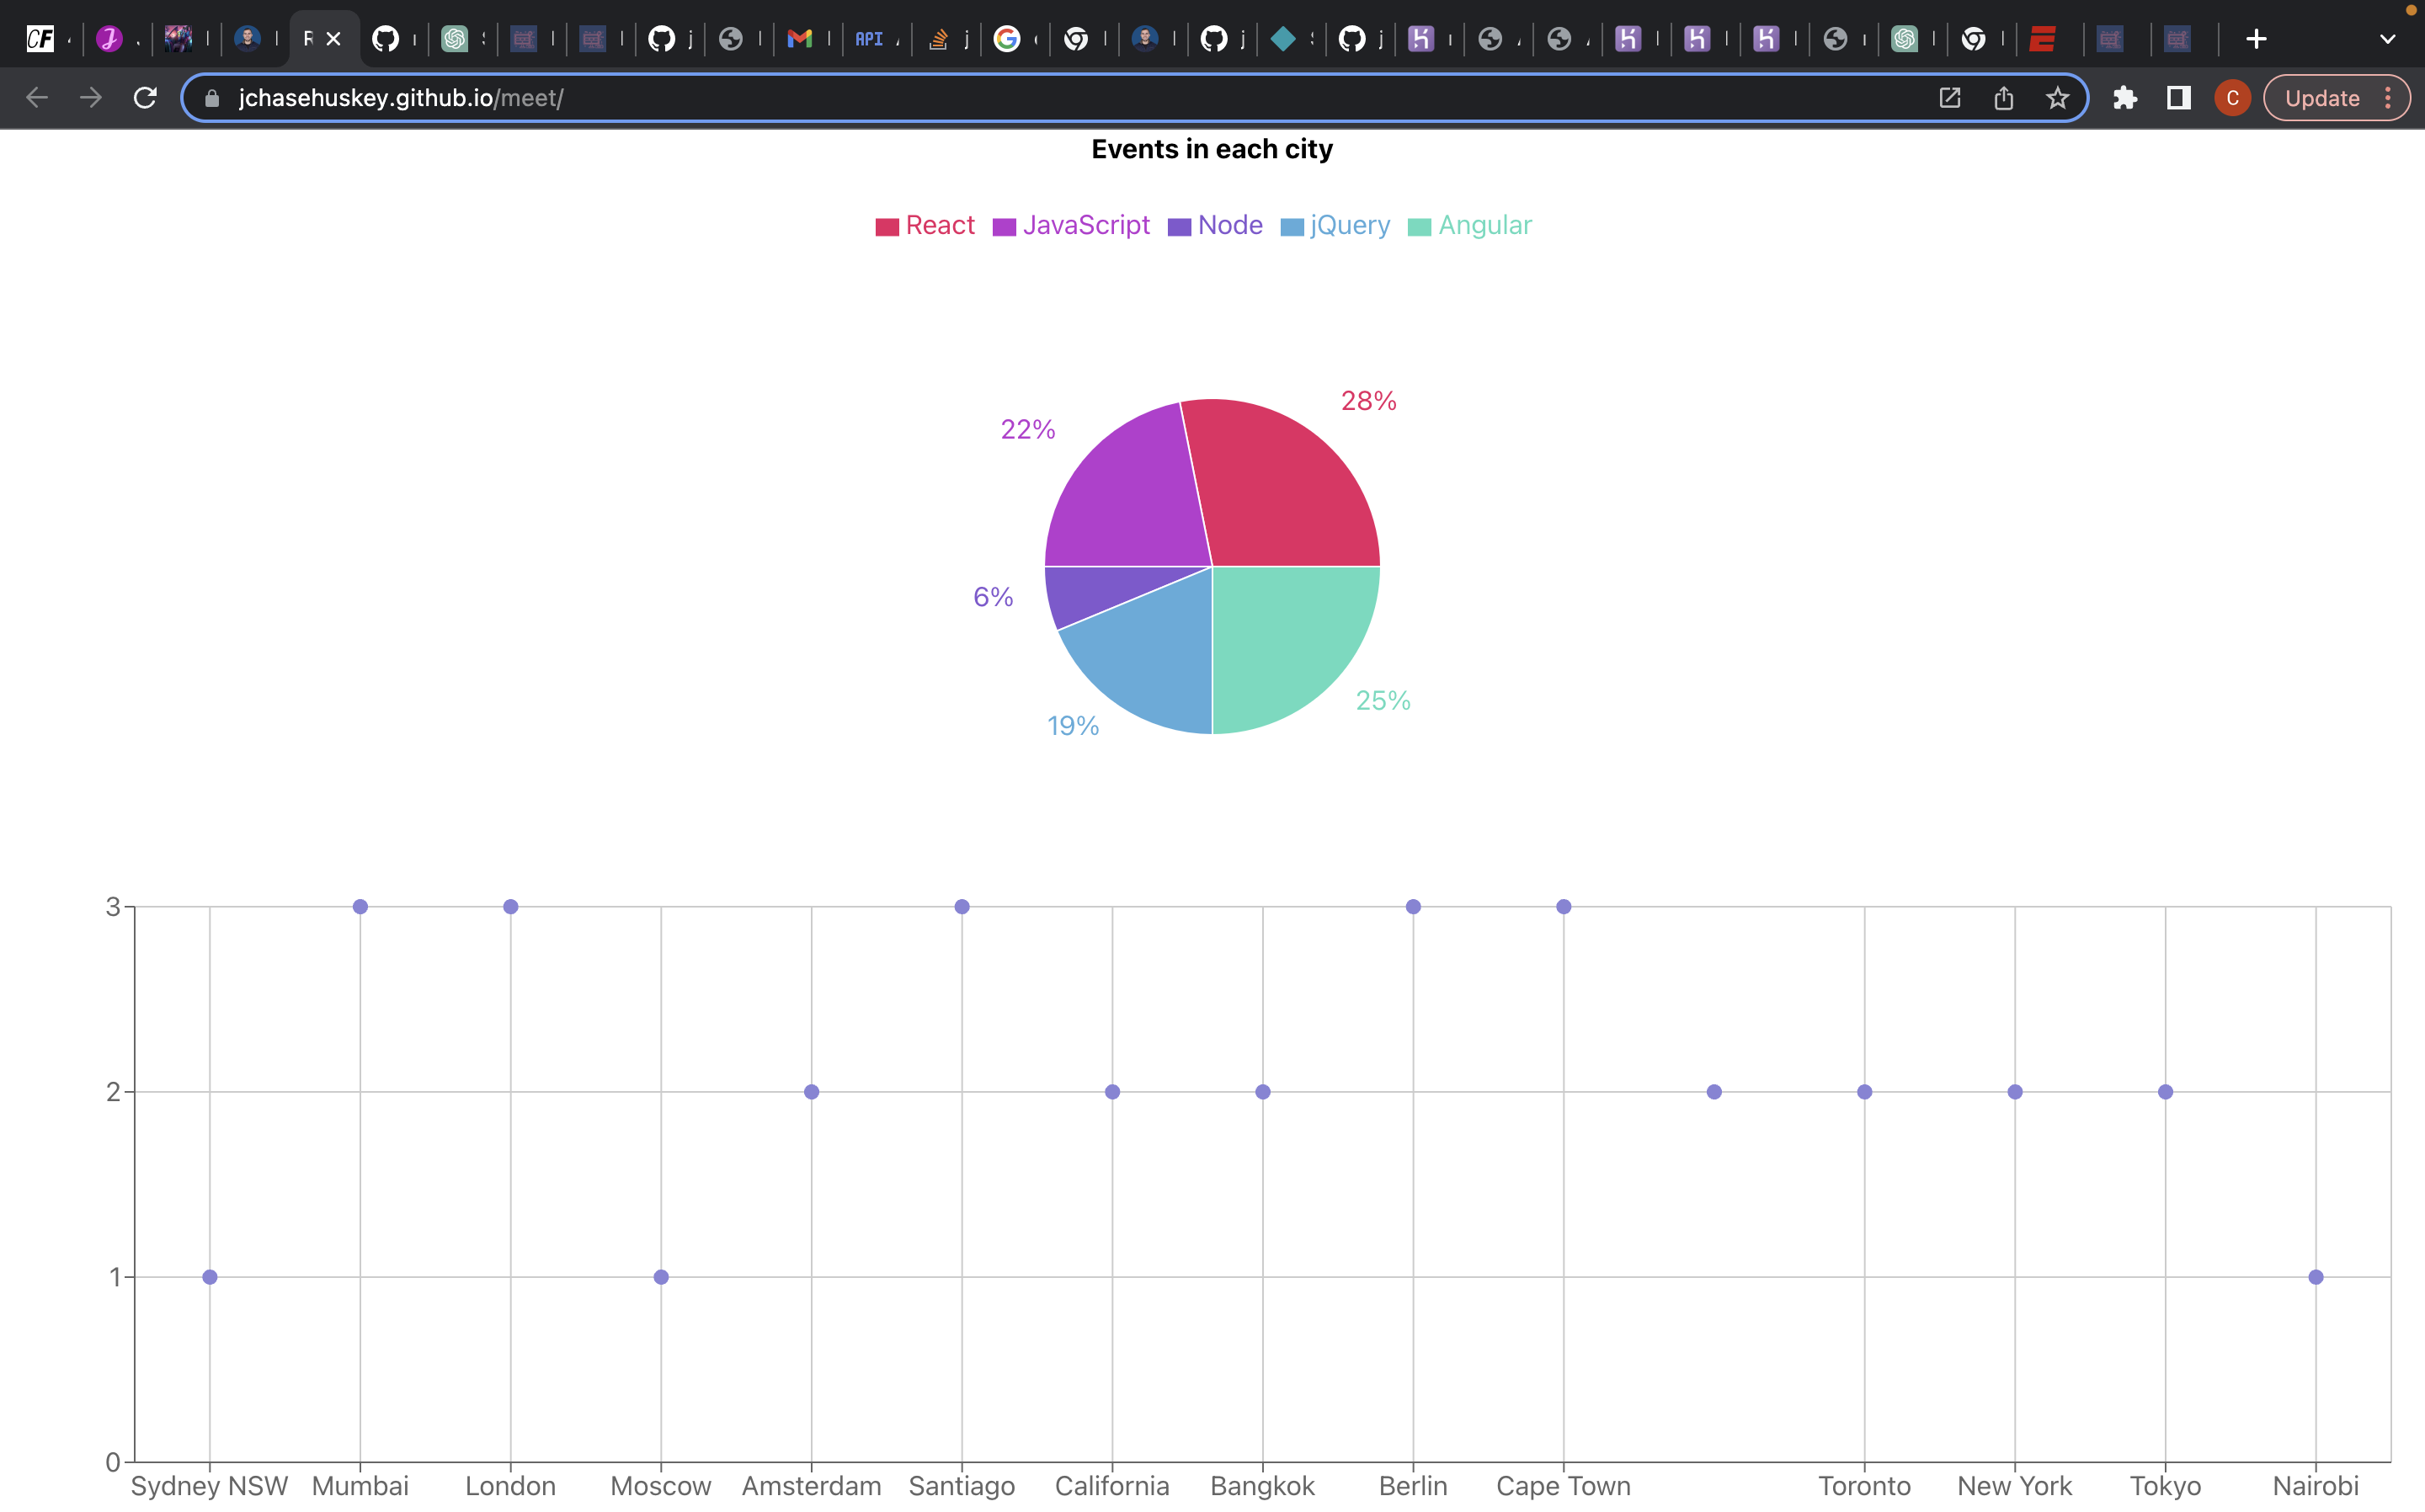 CF
API
jchasehuskey.github.io/meet/
C
Update
Events in each city
React JavaScript Node jQuery Angular
28%
22%
6%
25%
19%
3
2
1
0
Sydney NSW Mumbai London Moscow Amsterdam Santiago California Bangkok Berlin Cape Town Toronto New York Tokyo Nairobi